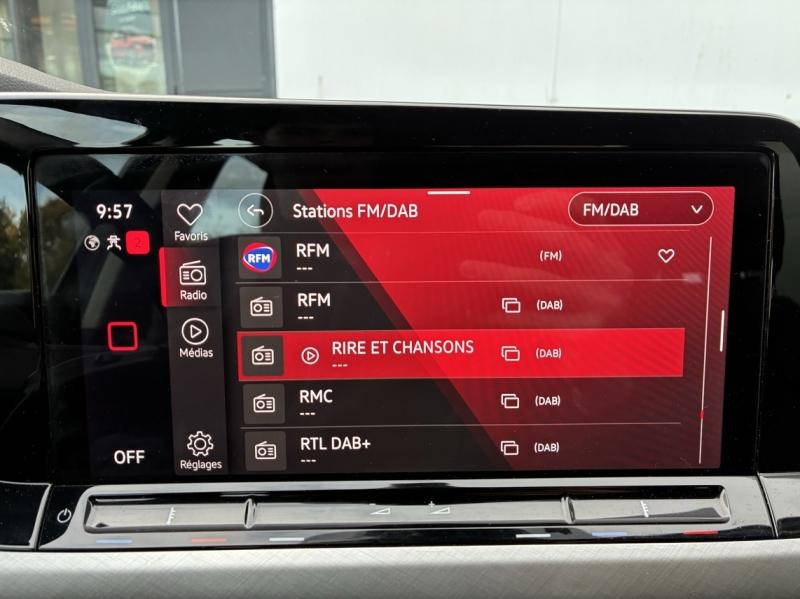 9:57
2
OFF
Favoris
Radio
Médias
Réglages
Stations FM/DAB
FM/DAB
RFM
RFM
---
(FM)
RFM
---
(DAB)
RIRE ET CHANSONS
---
(DAB)
RMC
---
(DAB)
RTL DAB+
---
(DAB)